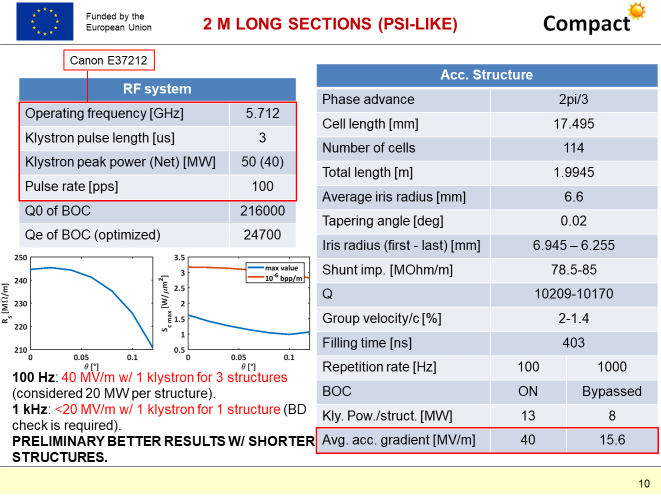 Funded by the
European Union
2 M LONG SECTIONS (PSI-LIKE)
Compact
Canon E37212
RF system
Operating frequency [GHz] 5.712
Klystron pulse length [us] 3
Klystron peak power (Net) [MW] 50 (40)
Pulse rate [pps] 100
Q0 of BOC 216000
Qe of BOC (optimized) 24700
Acc. Structure
Phase advance 2pi/3
Cell length [mm] 17.495
Number of cells 114
Total length [m] 1.9945
Average iris radius [mm] 6.6
Tapering angle [deg] 0.02
Iris radius (first - last) [mm] 6.945 – 6.255
Shunt imp. [MOhm/m] 78.5-85
Q 10209-10170
Group velocity/c [%] 2-1.4
Filling time [ns] 403
Repetition rate [Hz] 100 1000
BOC ON Bypassed
Kly. Pow./struct. [MW] 13 8
Avg. acc. gradient [MV/m] 40 15.6
250
240
230
220
210
0 0.05 0.1
R_s [MΩ/m]
θ [°]
3.5
3
2.5
2
1.5
1
0.5
0 0.05 0.1
S_c max [W/μm²]
θ [°]
max value
10⁻⁶ bpp/m
100 Hz: 40 MV/m w/ 1 klystron for 3 structures
(considered 20 MW per structure).
1 kHz: <20 MV/m w/ 1 klystron for 1 structure (BD
check is required).
PRELIMINARY BETTER RESULTS W/ SHORTER
STRUCTURES.
10